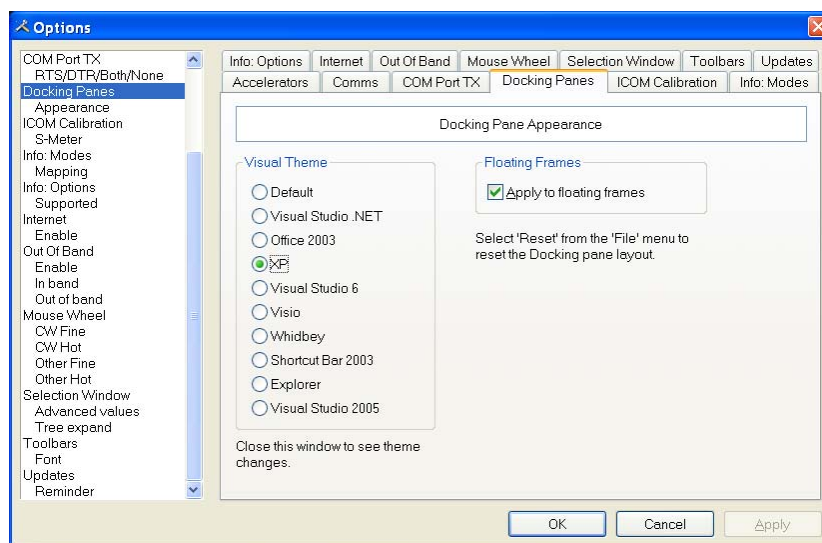 Options
COM Port TX
RTS/DTR/Both/None
Docking Panes
Appearance
ICOM Calibration
S-Meter
Info: Modes
Mapping
Info: Options
Supported
Internet
Enable
Out Of Band
Enable
In band
Out of band
Mouse Wheel
CW Fine
CW Hot
Other Fine
Other Hot
Selection Window
Advanced values
Tree expand
Toolbars
Font
Updates
Reminder
Info: Options Internet Out Of Band Mouse Wheel Selection Window Toolbars Updates
Accelerators Comms COM Port TX Docking Panes ICOM Calibration Info: Modes
Docking Pane Appearance
Visual Theme
Default
Visual Studio .NET
Office 2003
XP
Visual Studio 6
Visio
Whidbey
Shortcut Bar 2003
Explorer
Visual Studio 2005
Close this window to see theme
changes.
Floating Frames
Apply to floating frames
Select 'Reset' from the 'File' menu to
reset the Docking pane layout.
OK Cancel Apply